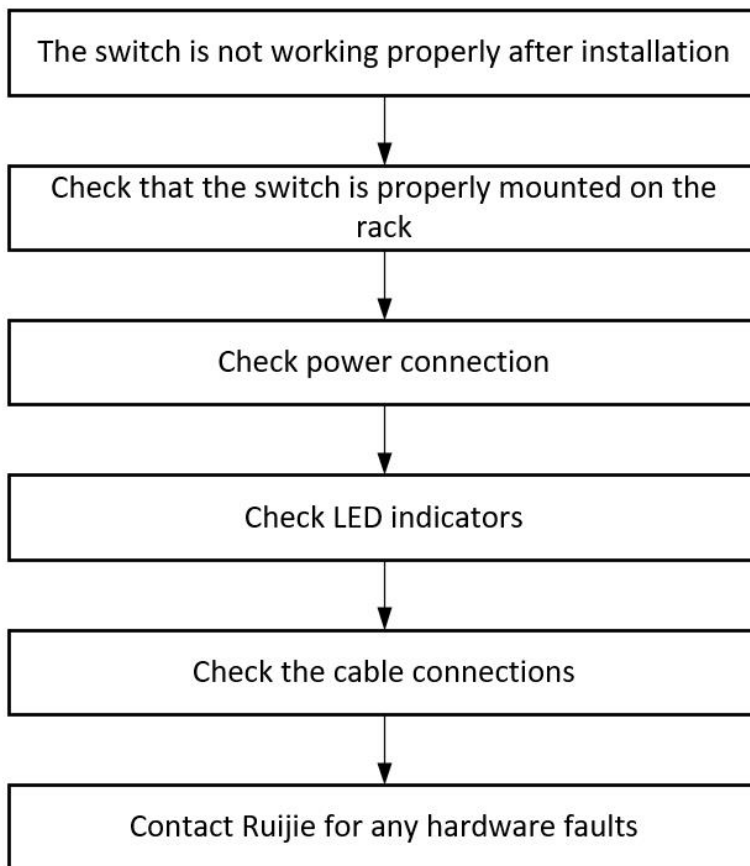 The switch is not working properly after installation
Check that the switch is properly mounted on the
rack
Check power connection
Check LED indicators
Check the cable connections
Contact Ruijie for any hardware faults